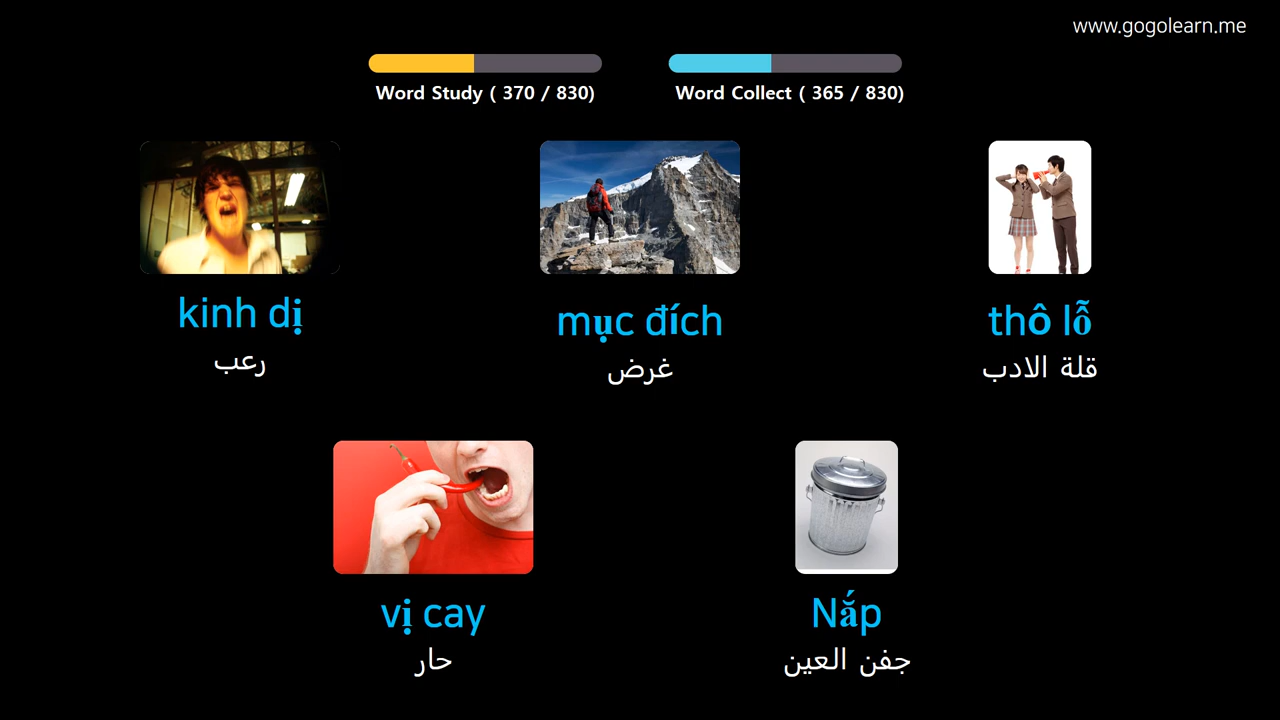 www.gogolearn.me
Word Study ( 370 / 830)
Word Collect ( 365 / 830)
kinh dị
رعب
mục đích
غرض
thô lỗ
قلة الادب
vị cay
حار
Nắp
جفن العين